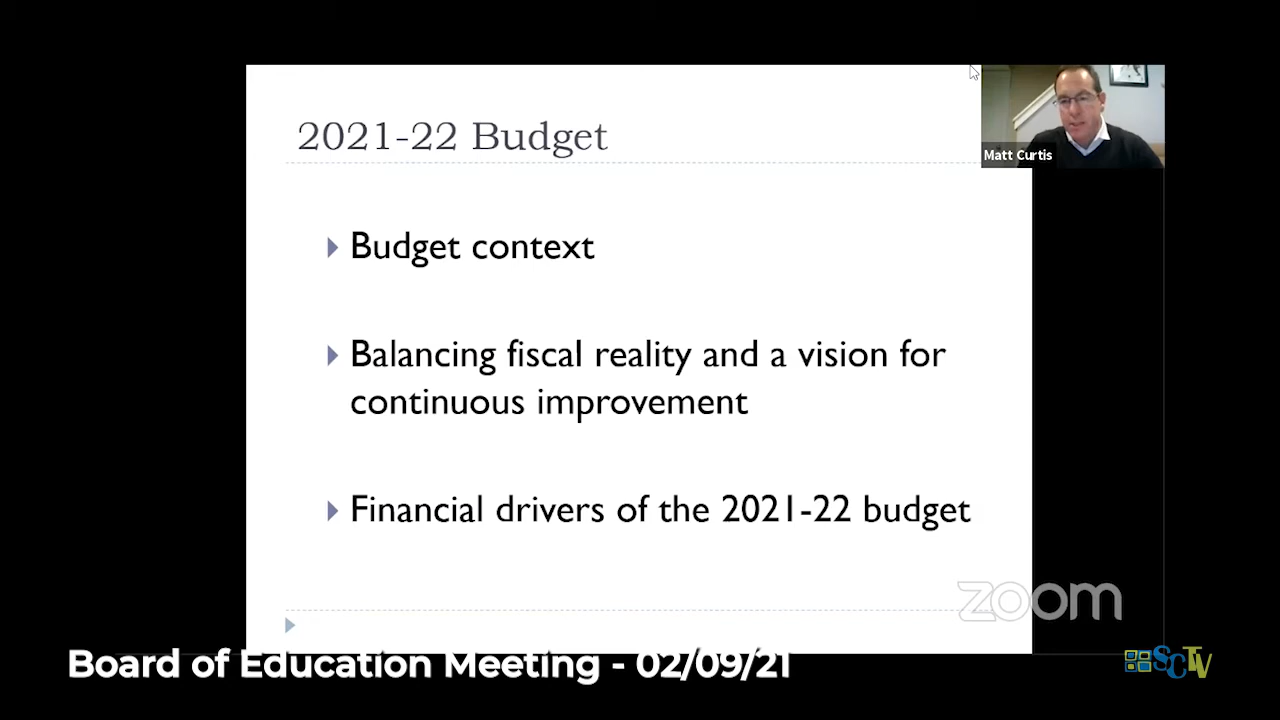 2021-22 Budget
Matt Curtis
Budget context
Balancing fiscal reality and a vision for
continuous improvement
Financial drivers of the 2021-22 budget
zoom
Board of Education Meeting - 02/09/21
SCTV